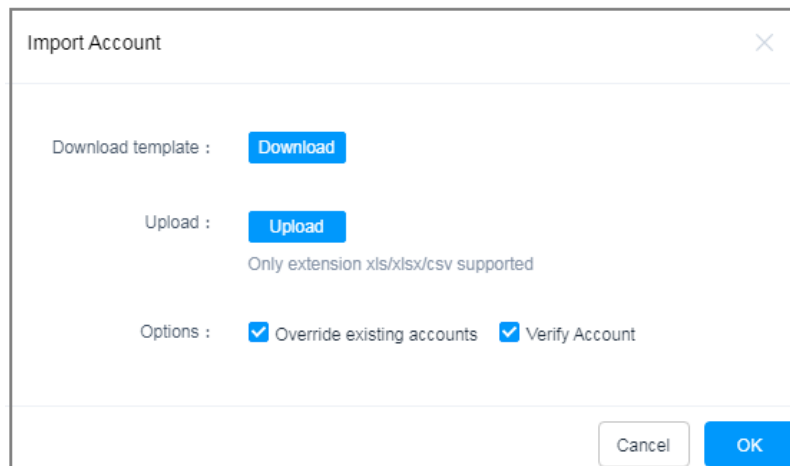 Import Account
Download template : Download
Upload : Upload
Only extension xls/xlsx/csv supported
Options : Override existing accounts Verify Account
Cancel OK